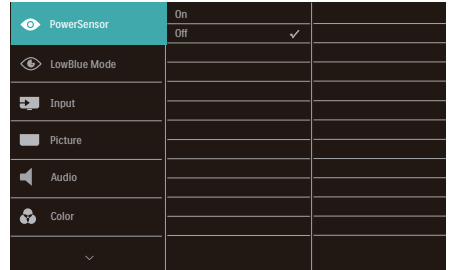 PowerSensor
On
Off
LowBlue Mode
Input
Picture
Audio
Color